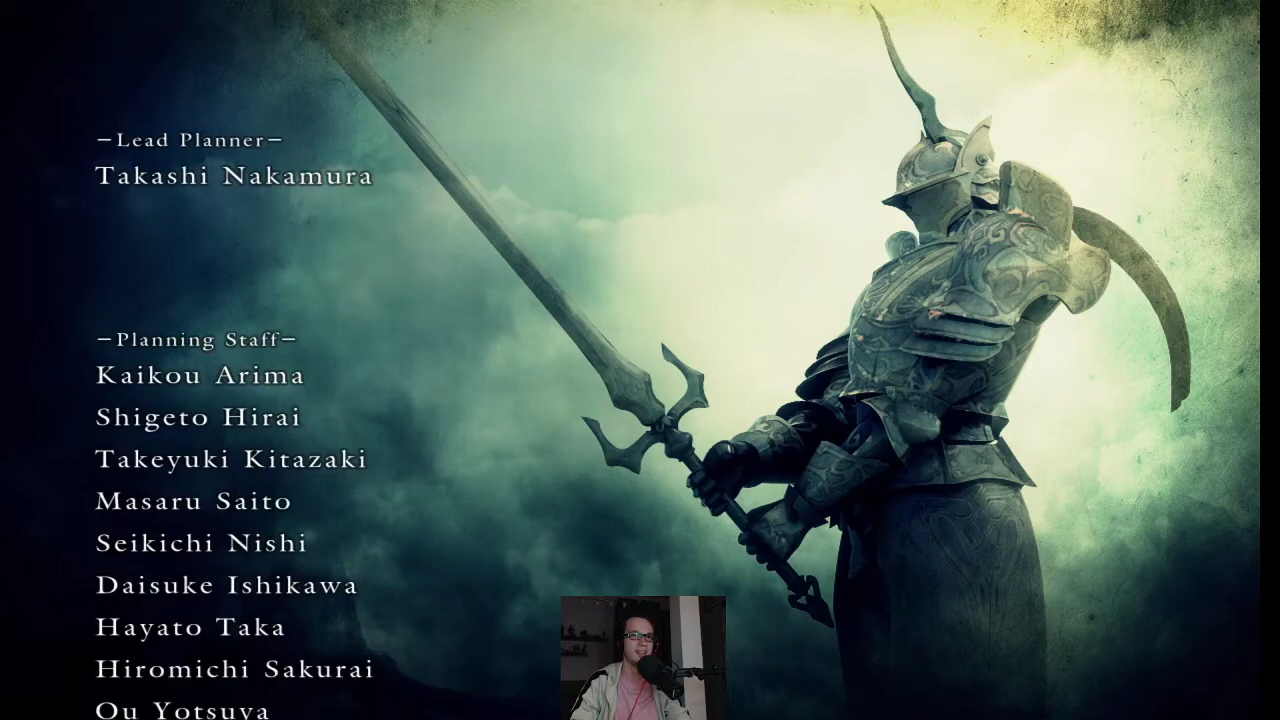 －Lead Planner－
Takashi Nakamura
－Planning Staff－
Kaikou Arima
Shigeto Hirai
Takeyuki Kitazaki
Masaru Saito
Seikichi Nishi
Daisuke Ishikawa
Hayato Taka
Hiromichi Sakurai
Ou Yotsuya